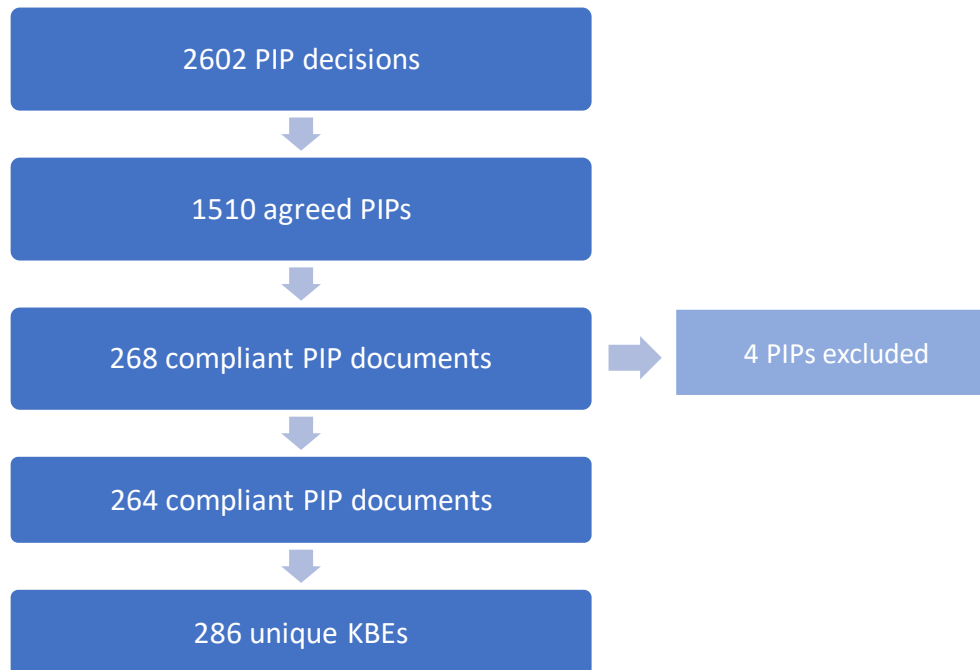 2602 PIP decisions
1510 agreed PIPs
268 compliant PIP documents
4 PIPs excluded
264 compliant PIP documents
286 unique KBEs